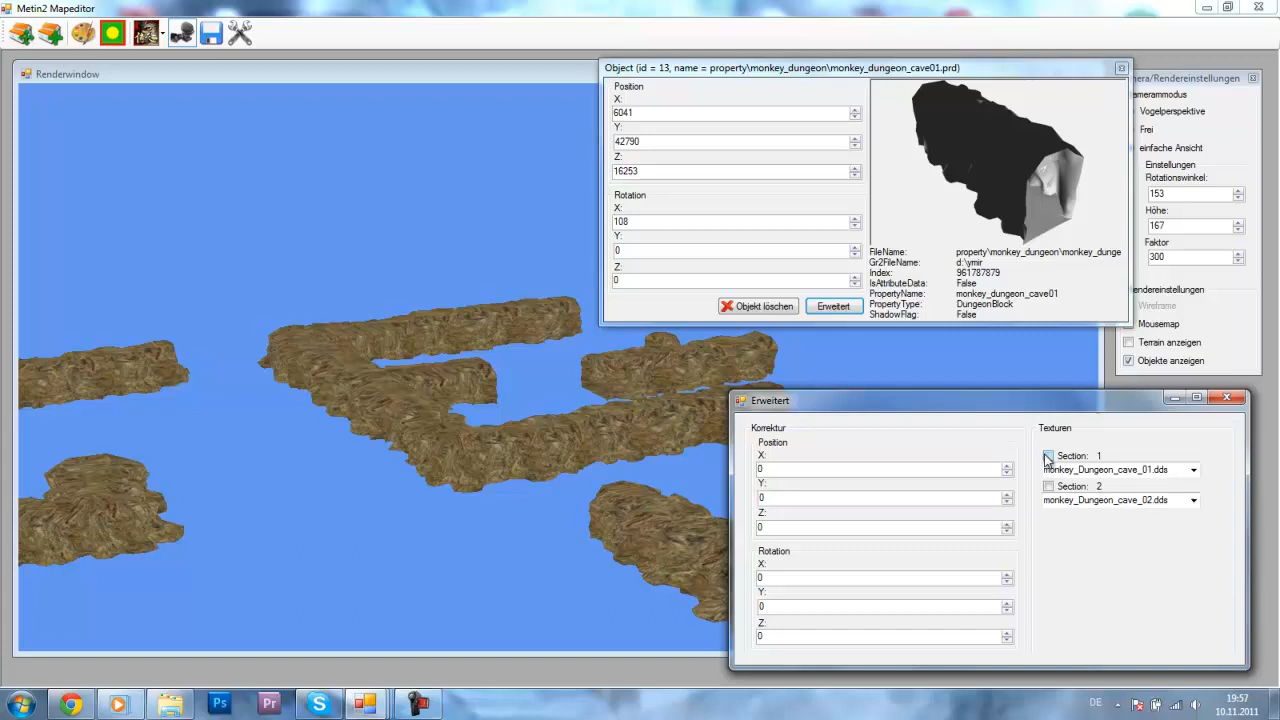 Metin2 Mapeditor
Renderwindow
Object (id = 13, name = property\monkey_dungeon\monkey_dungeon_cave01.prd)
Position
X:
6041
Y:
42790
Z:
16253
Rotation
X:
108
Y:
0
Z:
0
Objekt löschen
Erweitert
FileName: property\monkey_dungeon\monkey_dunge
Gr2FileName: d:\ymir
Index: 961787879
IsAttributeData: False
PropertyName: monkey_dungeon_cave01
PropertyType: DungeonBlock
ShadowFlag: False
nera/Rendereinstellungen
amerammodus
Vogelperspektive
Frei
einfache Ansicht
Einstellungen
Rotationswinkel:
153
Höhe:
167
Faktor
300
endereinstellungen
Wireframe
Mousemap
Terrain anzeigen
Objekte anzeigen
Erweitert
Korrektur
Position
X:
0
Y:
0
Z:
0
Rotation
X:
0
Y:
0
Z:
0
Texturen
Section: 1
monkey_Dungeon_cave_01.dds
Section: 2
monkey_Dungeon_cave_02.dds
Ps
Pr
DE
19:57
10.11.2011